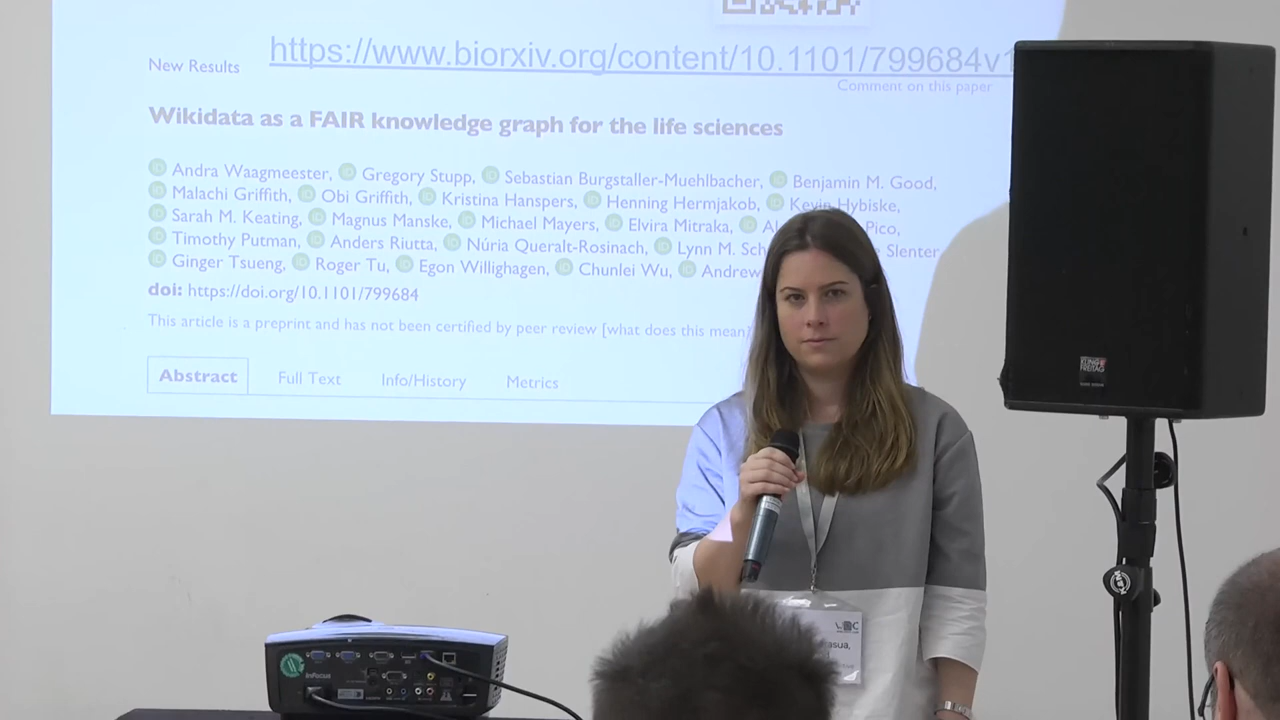 https://www.biorxiv.org/content/10.1101/799684v1
New Results
Comment on this paper
Wikidata as a FAIR knowledge graph for the life sciences
Andra Waagmeester, Gregory Stupp, Sebastian Burgstaller-Muehlbacher, Benjamin M. Good,
Malachi Griffith, Obi Griffith, Kristina Hanspers, Henning Hermjakob, Kevin Hybiske,
Sarah M. Keating, Magnus Manske, Michael Mayers, Elvira Mitraka, Pico,
Timothy Putman, Anders Riutta, Núria Queralt-Rosinach, Lynn M. Slenter
Ginger Tsueng, Roger Tu, Egon Willighagen, Chunlei Wu, Andrew
doi: https://doi.org/10.1101/799684
This article is a preprint and has not been certified by peer review [what does this mean
Abstract Full Text Info/History Metrics
KLING
FREITAG
InFocus
asua,